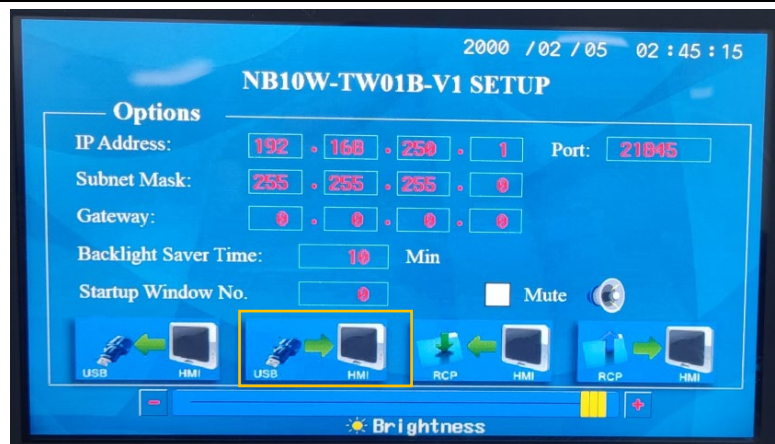 2000 /02 /05 02:45:15
NB10W-TW01B-V1 SETUP
Options
IP Address: 192 . 168 . 250 . 1 Port: 21845
Subnet Mask: 255 . 255 . 255 . 0
Gateway: 0 . 0 . 0 . 0
Backlight Saver Time: 10 Min
Startup Window No. 0 Mute
USB HMI USB HMI RCP HMI RCP HMI
- +
Brightness